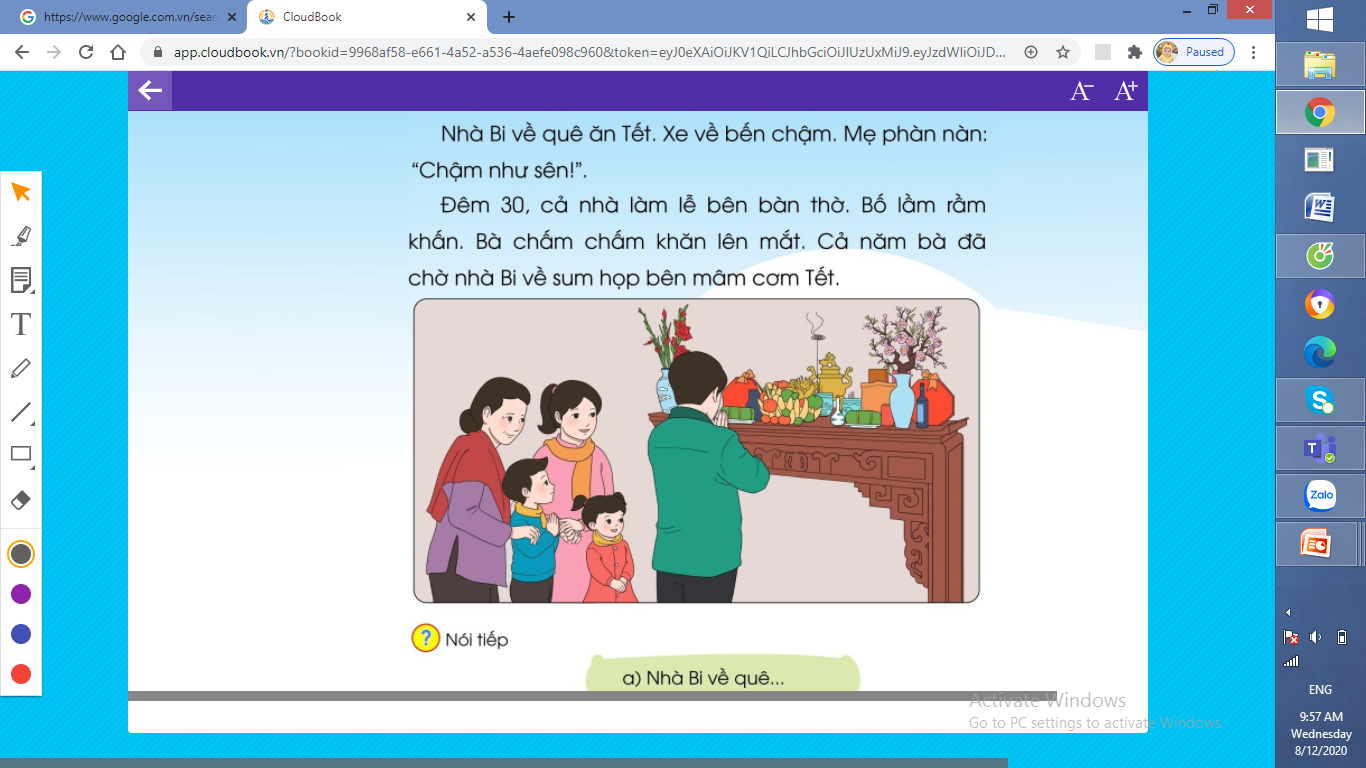 https://www.google.com.vn/sear
CloudBook
app.cloudbook.vn/?bookid=9968af58-e661-4a52-a536-4aefe098c960&token=eyJ0eXAiOiJKV1QiLCJhbGciOiJIUzUxMiJ9.eyJzdWIiOiJD...
Paused
A- A+
Nhà Bi về quê ăn Tết. Xe về bến chậm. Mẹ phàn nàn:
“Chậm như sên!”.
Đêm 30, cả nhà làm lễ bên bàn thờ. Bố lầm rầm
khấn. Bà chấm chấm khăn lên mắt. Cả năm bà đã
chờ nhà Bi về sum họp bên mâm cơm Tết.
T
? Nói tiếp
a) Nhà Bi về quê...
Activate Windows
Go to PC settings to activate Windows.
Zalo
ENG
9:57 AM
Wednesday
8/12/2020